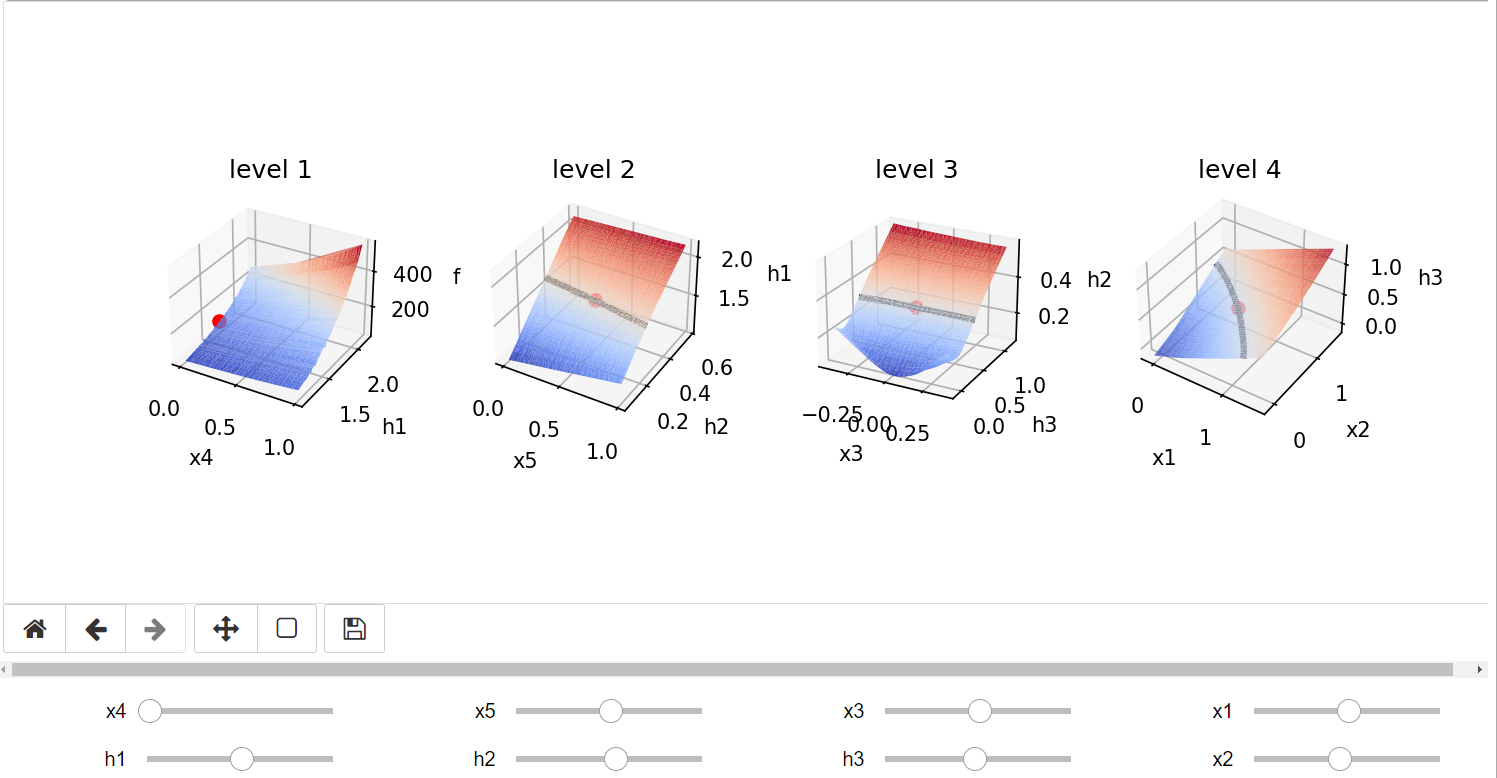 level 1 level 2 level 3 level 4
400 f 200 2.0 1.5 h1 0.0 0.5 1.0 x4
2.0 h1 1.5 0.6 0.4 0.2 h2 0.0 0.5 1.0 x5
0.4 h2 0.2 1.0 0.5 0.0 h3 −0.25 0.00 0.25 x3
1.0 h3 0.5 0.0 1 x2 0 0 1 x1
x4 x5 x3 x1
h1 h2 h3 x2